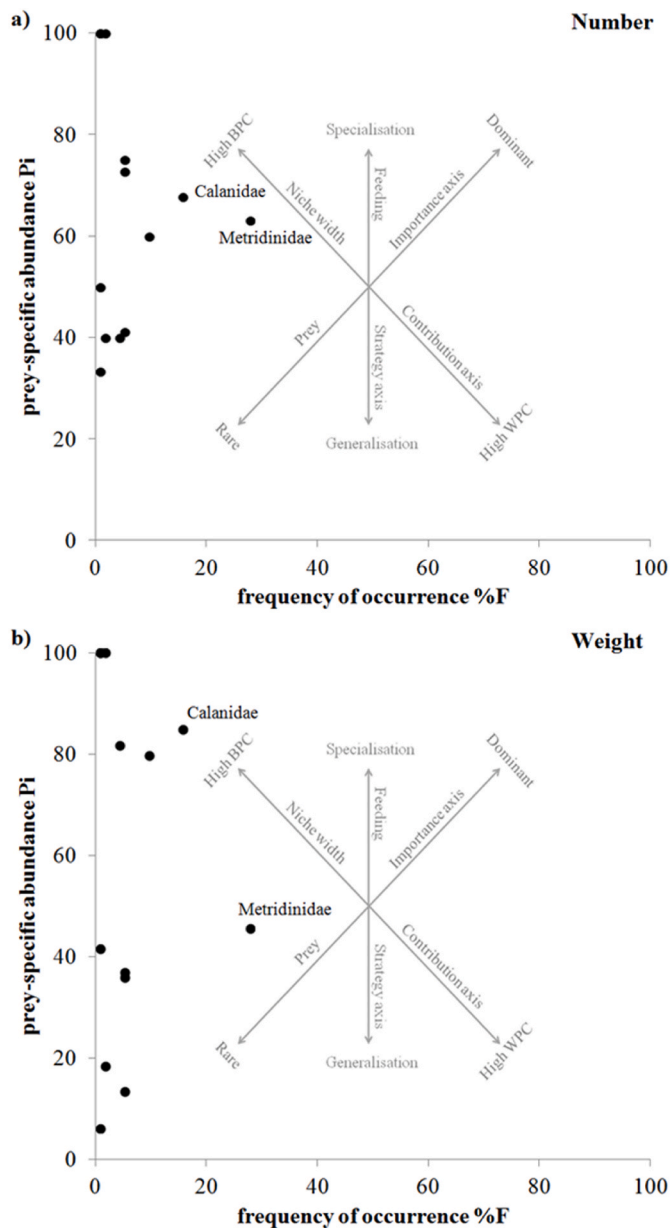 a)
Number
100
80
60
40
20
0
prey-specific abundance Pi
Calanidae
Metridinidae
High BPC
Specialisation
Dominant
Niche width
Feeding
Importance axis
Prey
Strategy axis
Contribution axis
Rare
Generalisation
High WPC
0 20 40 60 80 100
frequency of occurrence %F
b)
Weight
100
80
60
40
20
0
prey-specific abundance Pi
Calanidae
Metridinidae
High BPC
Specialisation
Dominant
Niche width
Feeding
Importance axis
Prey
Strategy axis
Contribution axis
Rare
Generalisation
High WPC
0 20 40 60 80 100
frequency of occurrence %F